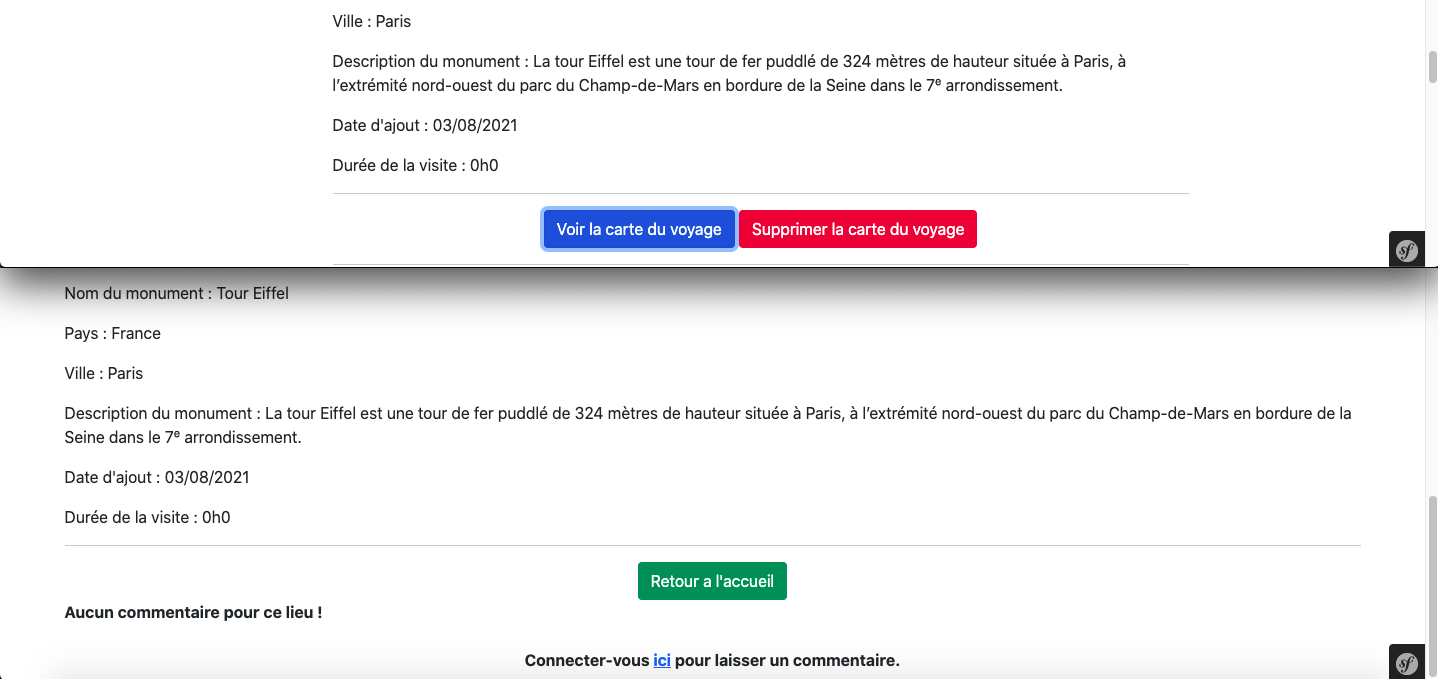 Ville : Paris
Description du monument : La tour Eiffel est une tour de fer puddlé de 324 mètres de hauteur située à Paris, à
l’extrémité nord-ouest du parc du Champ-de-Mars en bordure de la Seine dans le 7ᵉ arrondissement.
Date d'ajout : 03/08/2021
Durée de la visite : 0h0
Voir la carte du voyage Supprimer la carte du voyage
sf
Nom du monument : Tour Eiffel
Pays : France
Ville : Paris
Description du monument : La tour Eiffel est une tour de fer puddlé de 324 mètres de hauteur située à Paris, à l’extrémité nord-ouest du parc du Champ-de-Mars en bordure de la
Seine dans le 7ᵉ arrondissement.
Date d'ajout : 03/08/2021
Durée de la visite : 0h0
Retour a l'accueil
Aucun commentaire pour ce lieu !
Connecter-vous ici pour laisser un commentaire.
sf